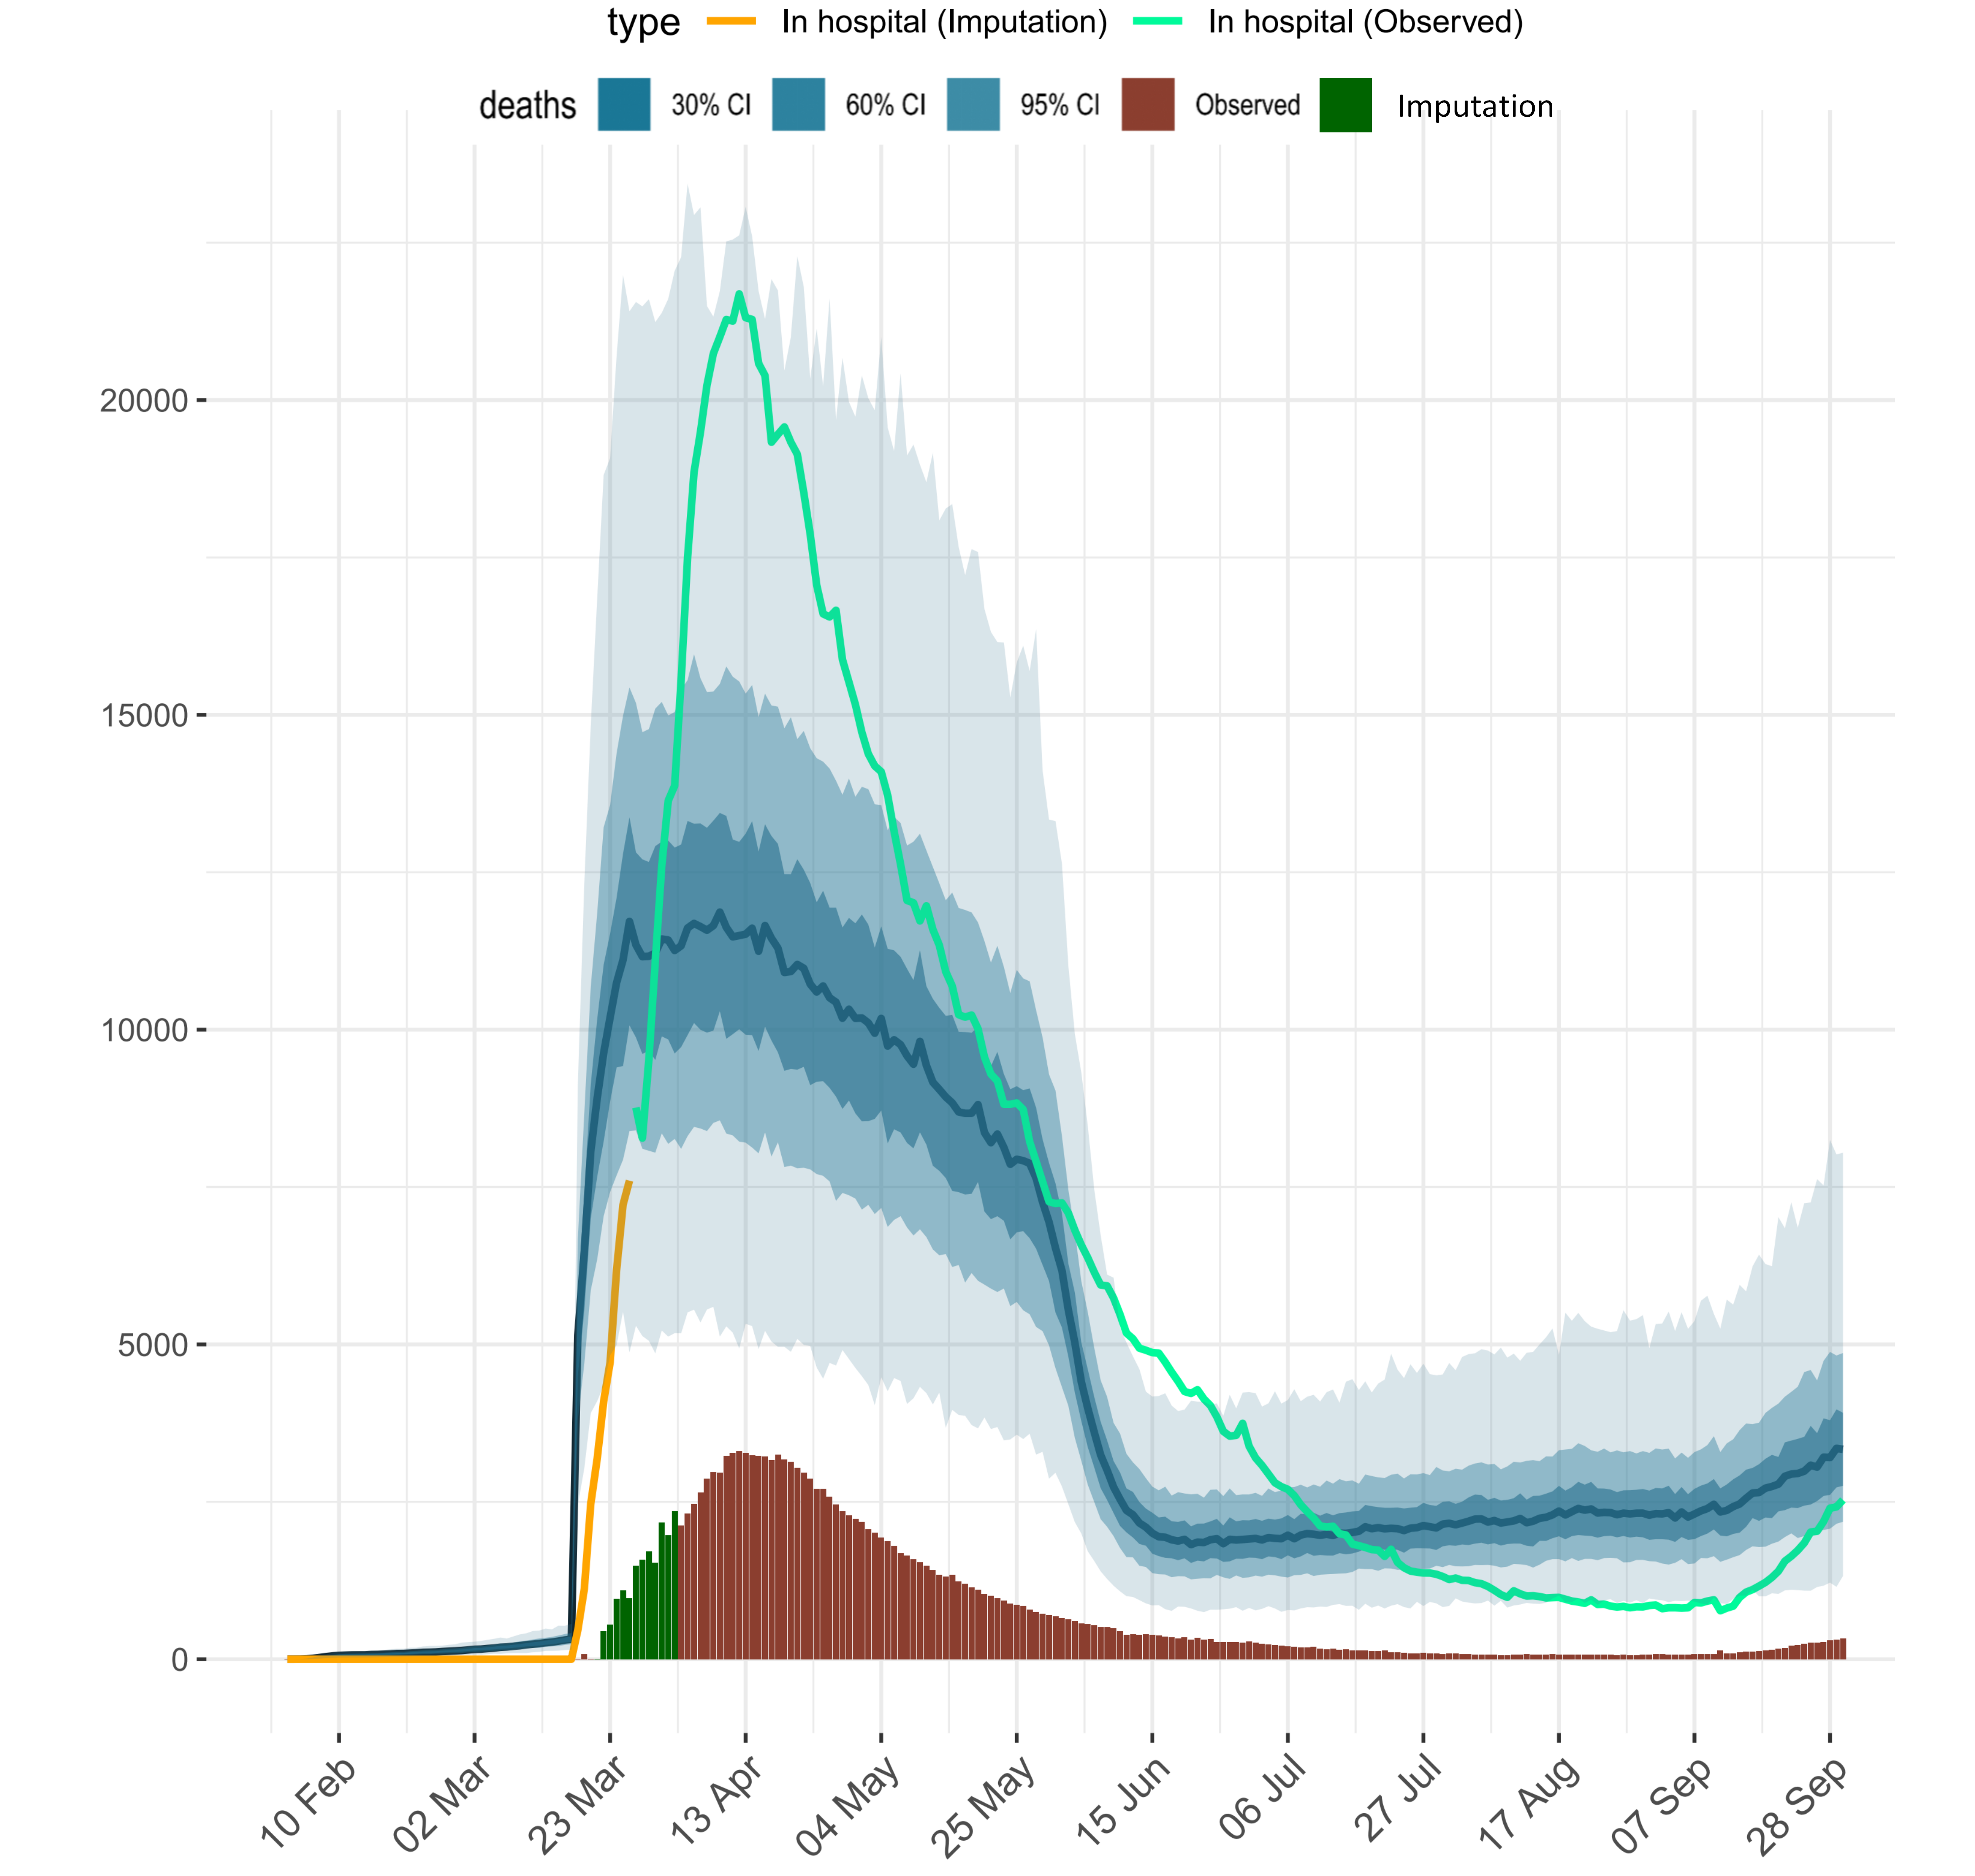 type In hospital (Imputation) In hospital (Observed)
deaths 30% CI 60% CI 95% CI Observed Imputation
20000
15000
10000
5000
0
10 Feb 02 Mar 23 Mar 13 Apr 04 May 25 May 15 Jun 06 Jul 27 Jul 17 Aug 07 Sep 28 Sep